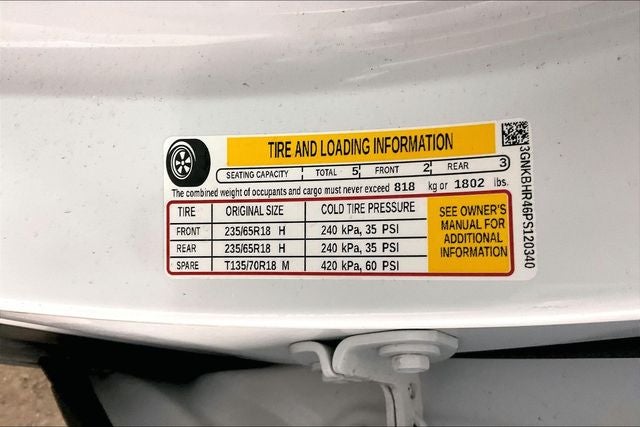 TIRE AND LOADING INFORMATION
SEATING CAPACITY TOTAL 5 FRONT 2 REAR 3
The combined weight of occupants and cargo must never exceed 818 kg or 1802 lbs.
TIRE ORIGINAL SIZE COLD TIRE PRESSURE
FRONT 235/65R18 H 240 kPa, 35 PSI
REAR 235/65R18 H 240 kPa, 35 PSI
SPARE T135/70R18 M 420 kPa, 60 PSI
SEE OWNER'S
MANUAL FOR
ADDITIONAL
INFORMATION